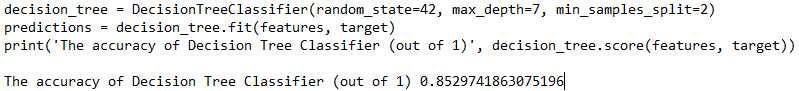 decision_tree = DecisionTreeClassifier(random_state=42, max_depth=7, min_samples_split=2)
predictions = decision_tree.fit(features, target)
print('The accuracy of Decision Tree Classifier (out of 1)', decision_tree.score(features, target))
The accuracy of Decision Tree Classifier (out of 1) 0.8529741863075196